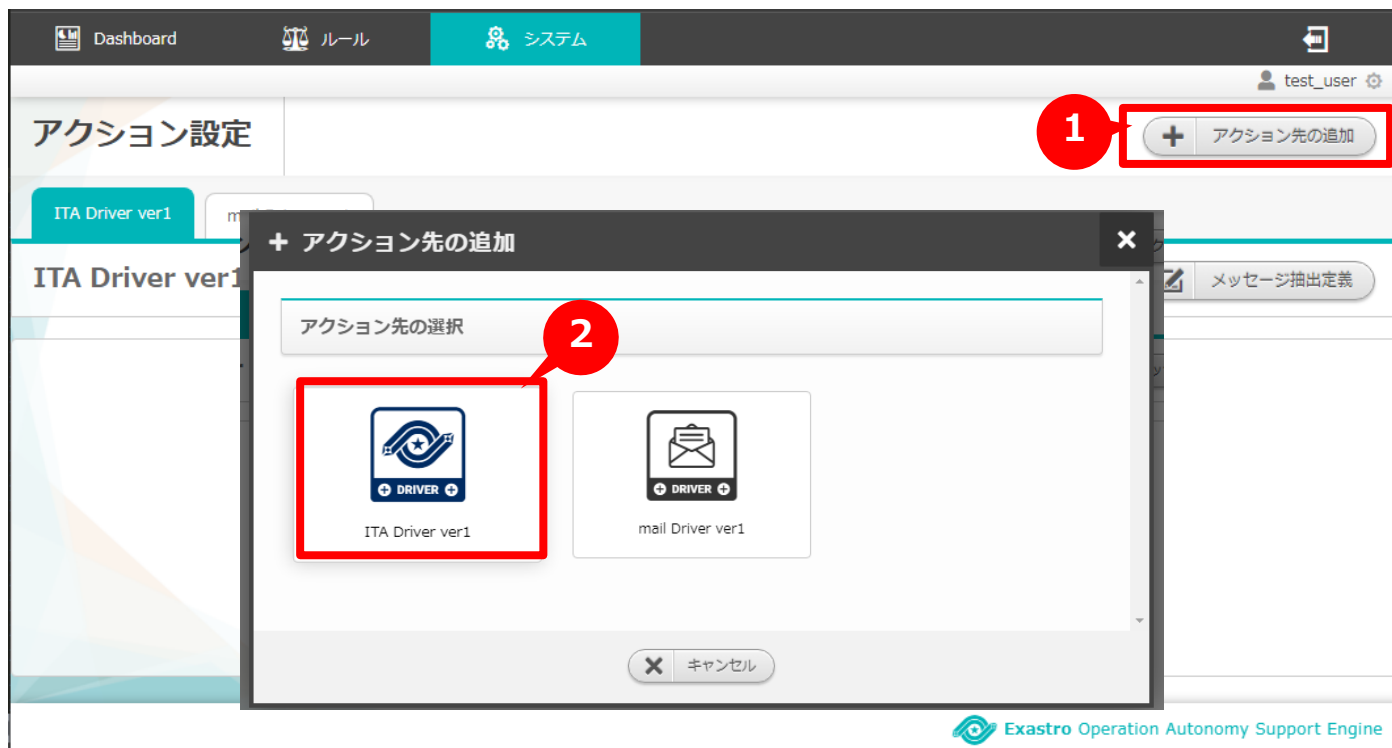 Dashboard
ルール
システム
test_user
アクション設定
1
アクション先の追加
ITA Driver ver1
アクション先の追加
ITA Driver ver1
メッセージ抽出定義
アクション先の選択
2
DRIVER
DRIVER
ITA Driver ver1
mail Driver ver1
キャンセル
Exastro Operation Autonomy Support Engine